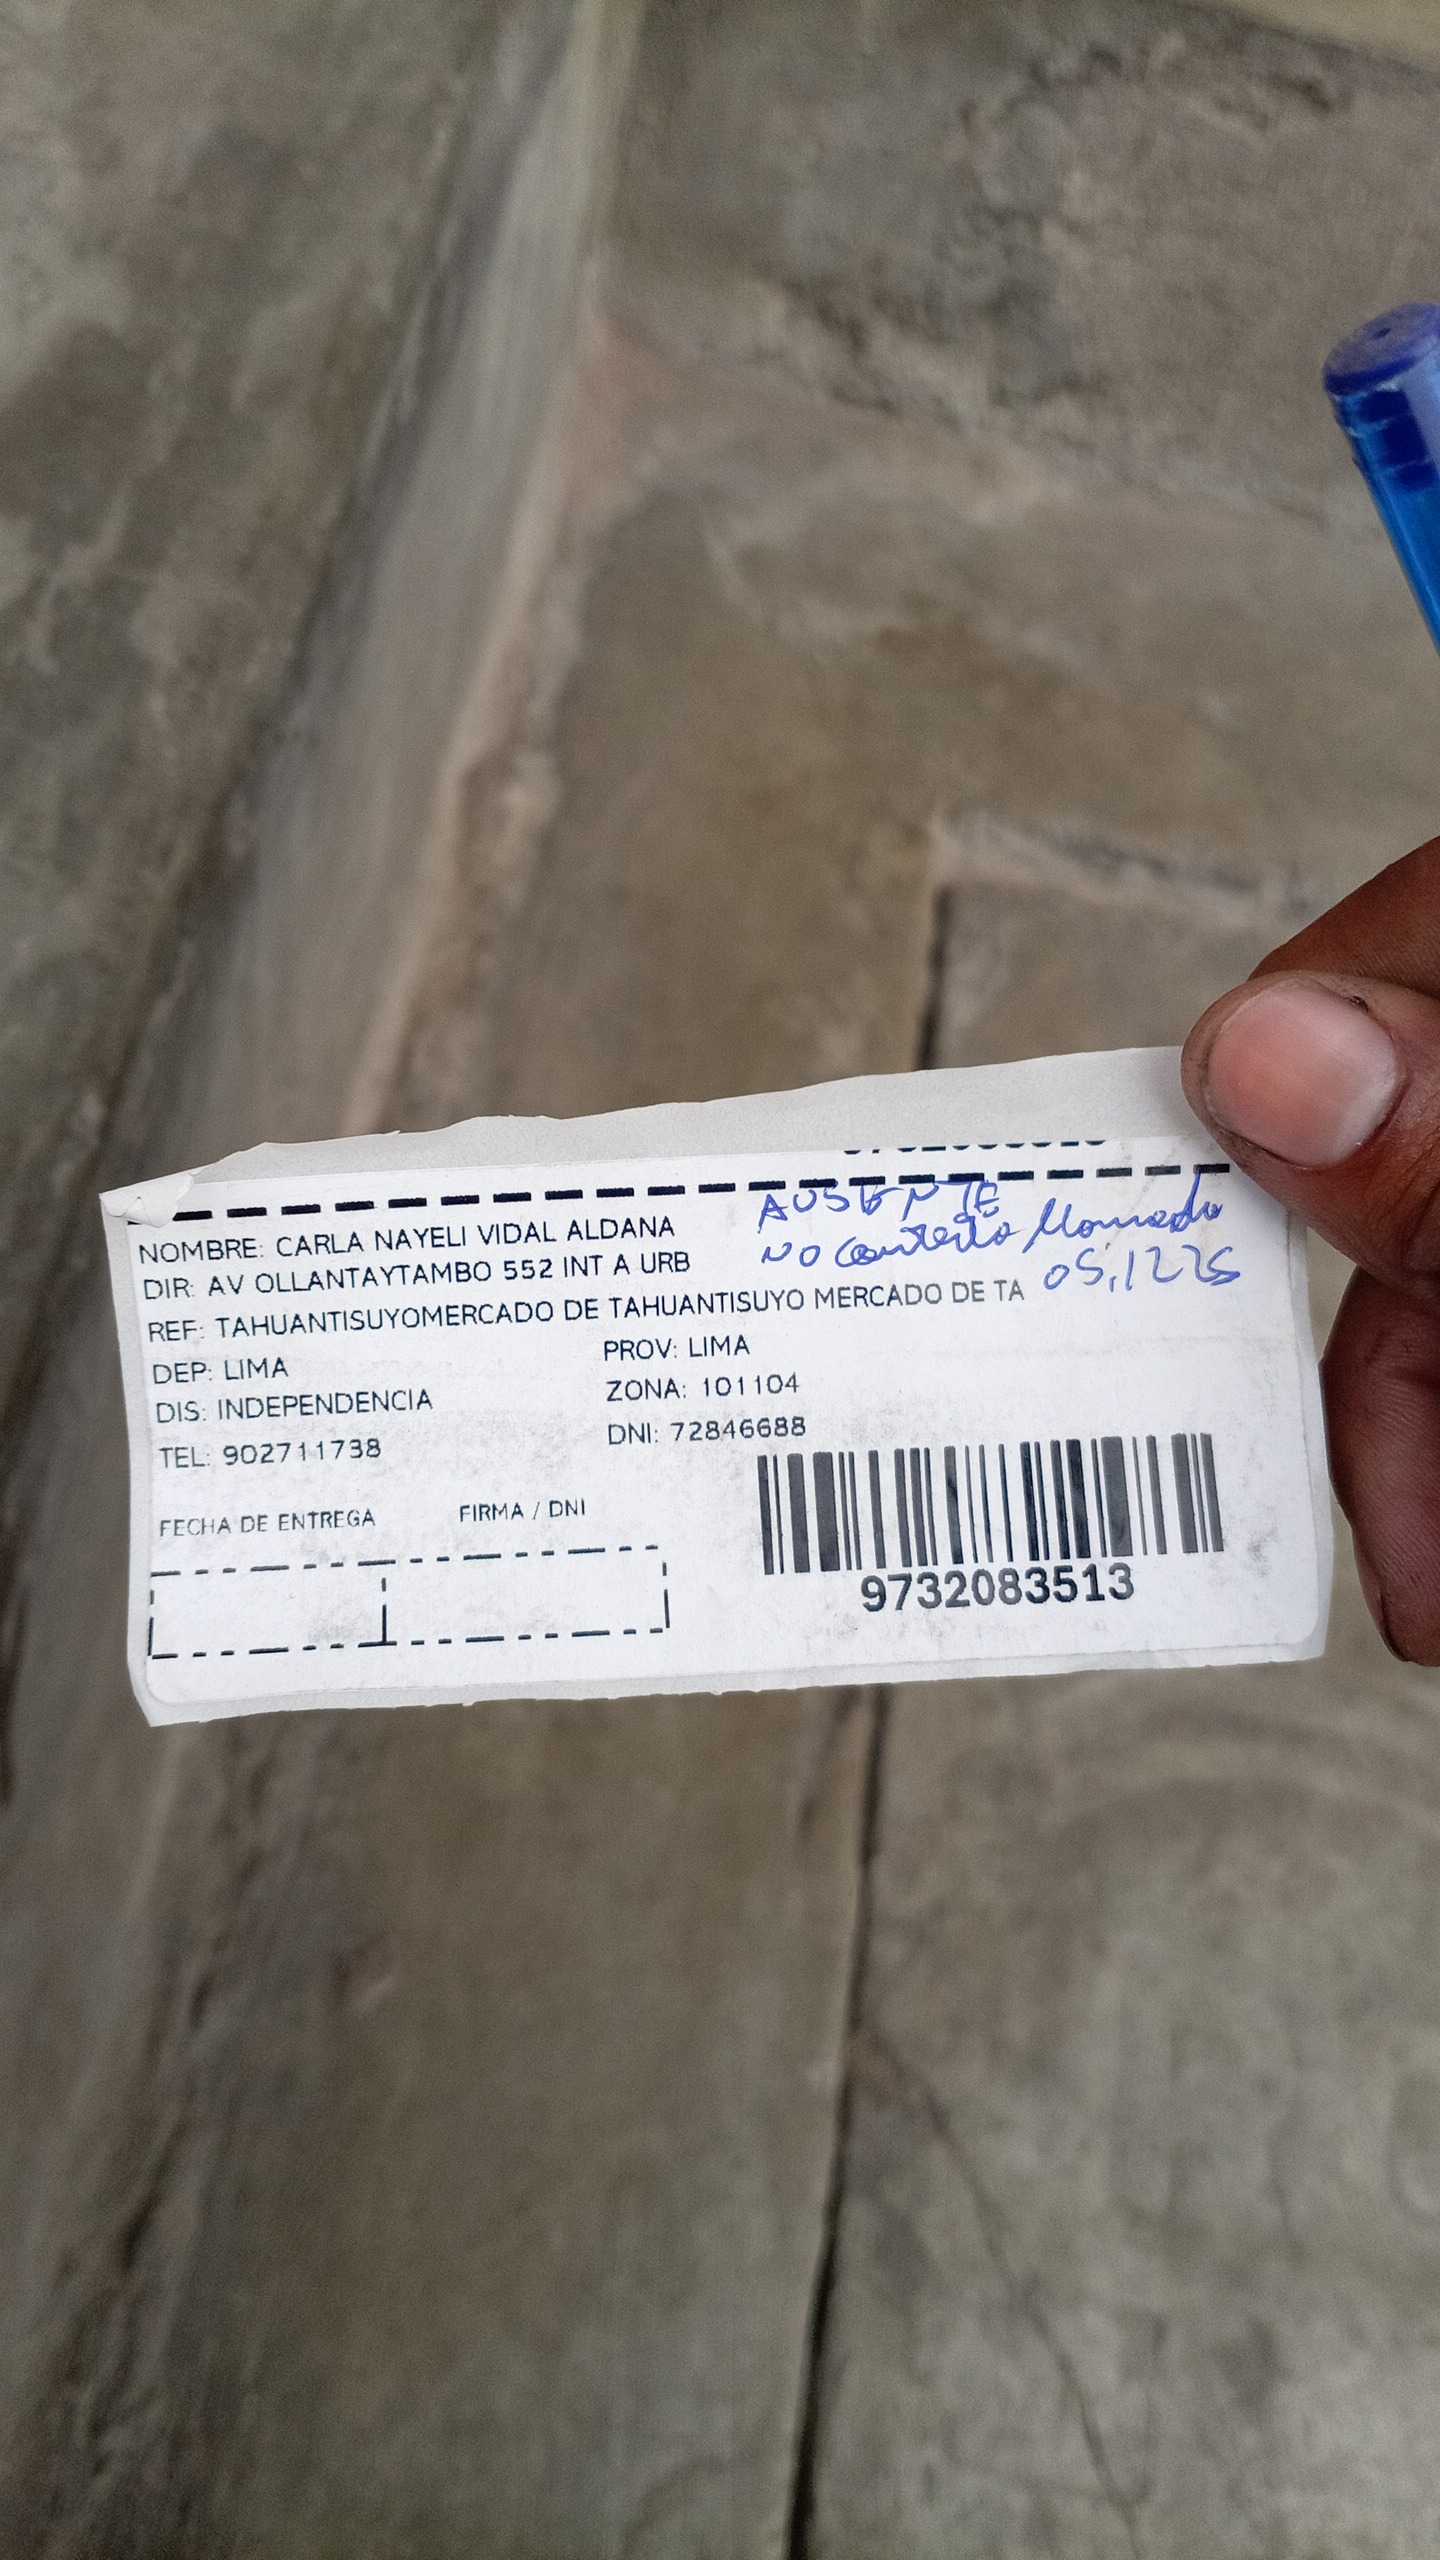 NOMBRE: CARLA NAYELI VIDAL ALDANA
AUSENTE
DIR: AV OLLANTAYTAMBO 552 INT A URB
NO contesto llamada
REF: TAHUANTISUYOMERCADO DE TAHUANTISUYO MERCADO DE TA
05.12 25
DEP: LIMA
PROV: LIMA
DIS: INDEPENDENCIA
ZONA: 101104
TEL: 902711738
DNI: 72846688
FECHA DE ENTREGA
FIRMA / DNI
9732083513